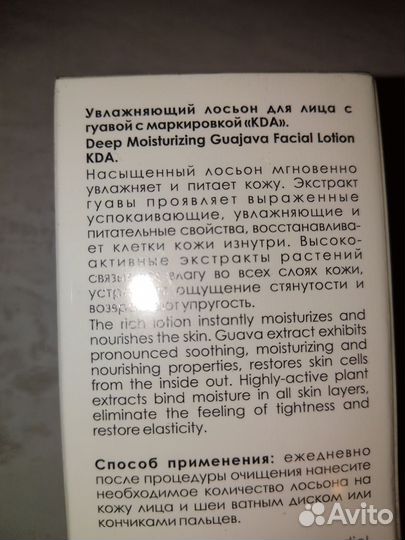 Увлажняющий лосьон для лица с
гуавой с маркировкой «KDA».
Deep Moisturizing Guajava Facial Lotion
KDA.
Насыщенный лосьон мгновенно
увлажняет и питает кожу. Экстракт
гуавы проявляет выраженные
успокаивающие, увлажняющие и
питательные свойства, восстанавлива-
ет клетки кожи изнутри. Высоко-
активные экстракты растений
влагу во всех слоях кожи,
ощущение стянутости и
упругость.
The rich lotion instantly moisturizes and
nourishes the skin. Guava extract exhibits
pronounced soothing, moisturizing and
nourishing properties, restores skin cells
from the inside out. Highly-active plant
extracts bind moisture in all skin layers,
eliminate the feeling of tightness and
restore elasticity.
Способ применения: ежедневно
после процедуры очищения нанесите
необходимое количество лосьона на
кожу лица и шеи ватным диском или
кончиками пальцев.
Avito